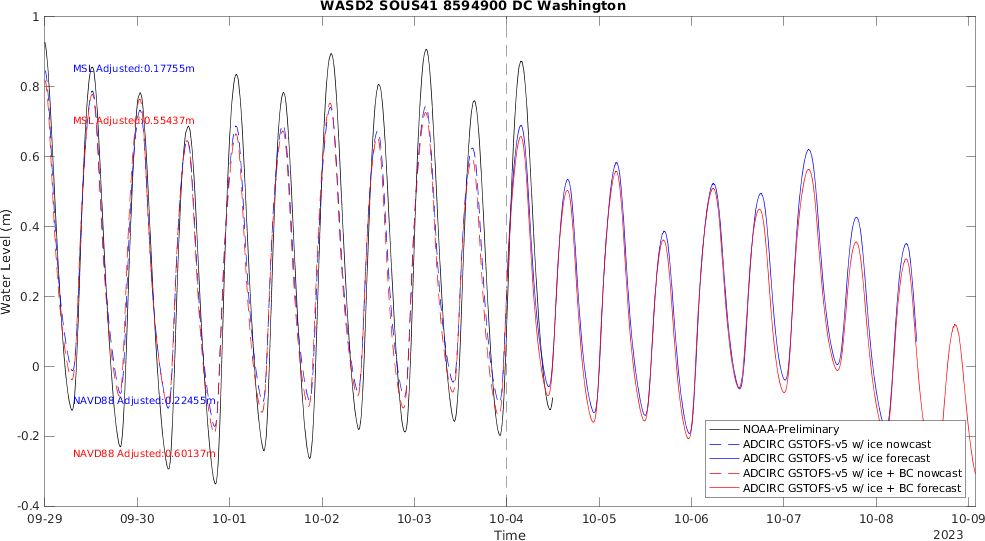 WASD2 SOUS41 8594900 DC Washington
1
0.8
0.6
0.4
0.2
0
-0.2
-0.4
Water Level (m)
MSL Adjusted:0.17755m
MSL Adjusted:0.55437m
NAVD88 Adjusted:0.22455m
NAVD88 Adjusted:0.60137m
NOAA-Preliminary
ADCIRC GSTOFS-v5 w/ ice nowcast
ADCIRC GSTOFS-v5 w/ ice forecast
ADCIRC GSTOFS-v5 w/ ice + BC nowcast
ADCIRC GSTOFS-v5 w/ ice + BC forecast
09-29 09-30 10-01 10-02 10-03 10-04 10-05 10-06 10-07 10-08 10-09
Time
2023